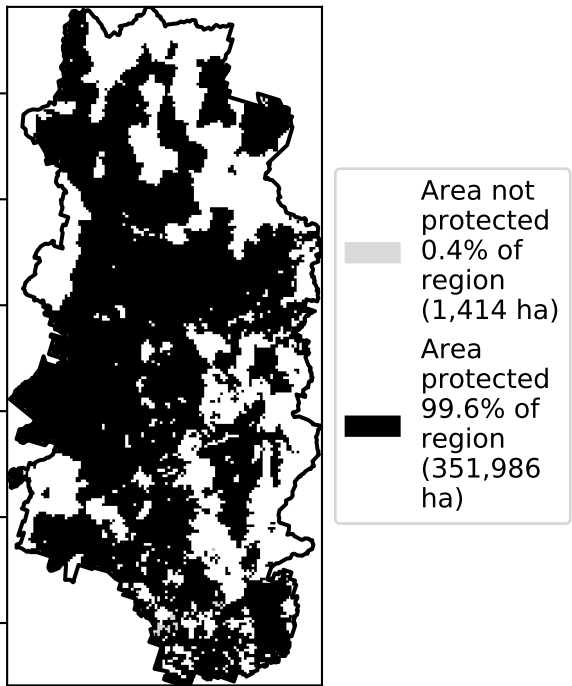 Area not
protected
0.4% of
region
(1,414 ha)
Area
protected
99.6% of
region
(351,986
ha)